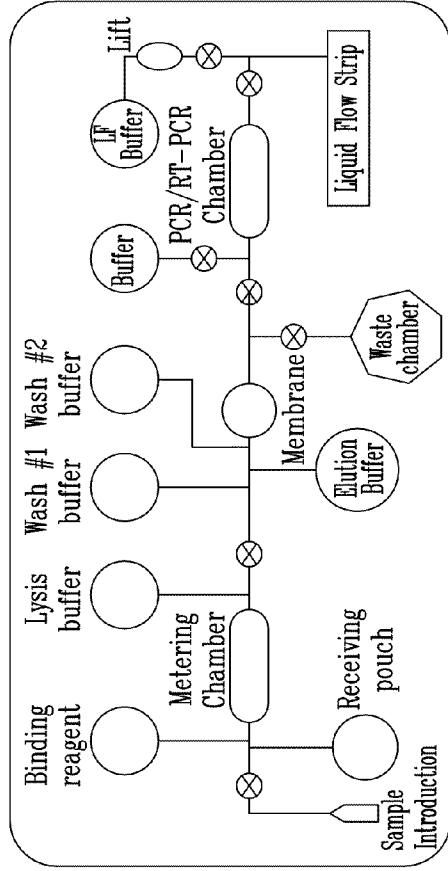 Binding
reagent
Lysis
buffer
Wash #1
buffer
Wash #2
buffer
Buffer
LF
Buffer
Lift
Metering
Chamber
PCR/RT-PCR
Chamber
Membrane
Sample
Introduction
Receiving
pouch
Elution
Buffer
Waste
chamber
Liquid Flow Strip